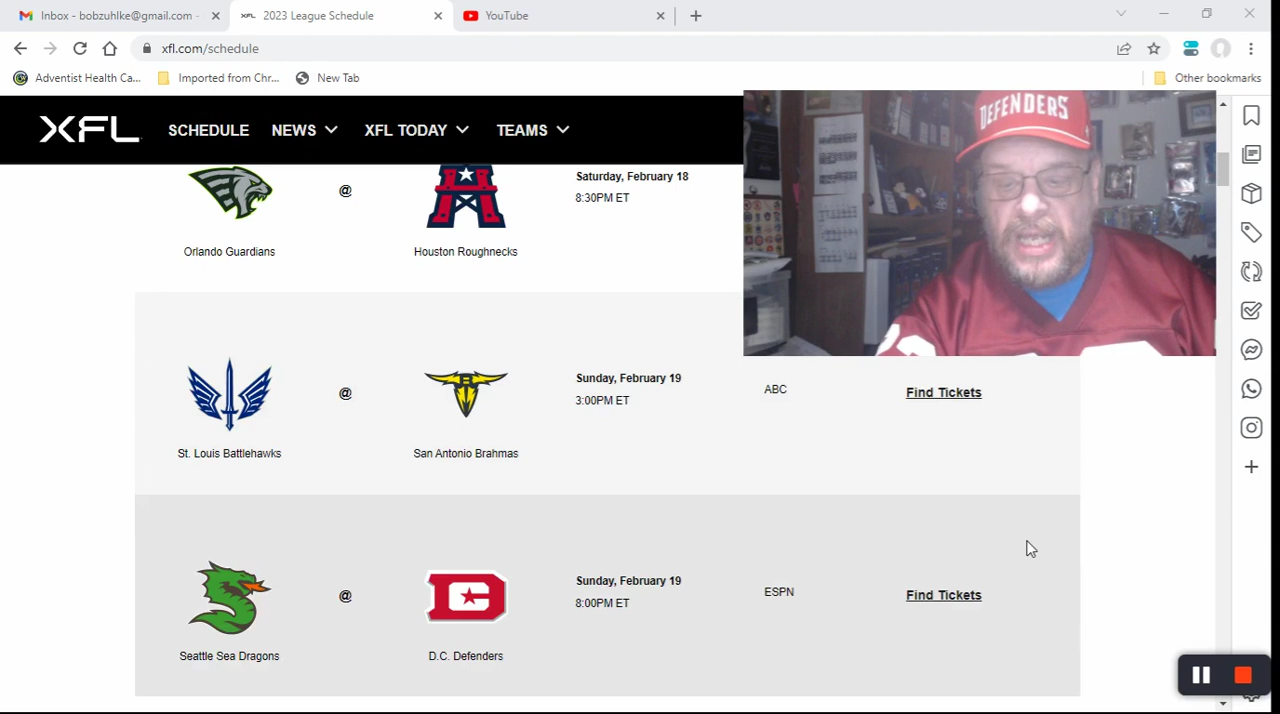 Inbox - bobzuhlke@gmail.com -
2023 League Schedule
YouTube
xfl.com/schedule
Adventist Health Ca...
Imported from Chr...
New Tab
Other bookmarks
XFL
SCHEDULE
NEWS
XFL TODAY
TEAMS
DEFENDERS
@
Saturday, February 18
8:30PM ET
Orlando Guardians
Houston Roughnecks
@
Sunday, February 19
3:00PM ET
ABC
Find Tickets
St. Louis Battlehawks
San Antonio Brahmas
@
Sunday, February 19
8:00PM ET
ESPN
Find Tickets
Seattle Sea Dragons
D.C. Defenders